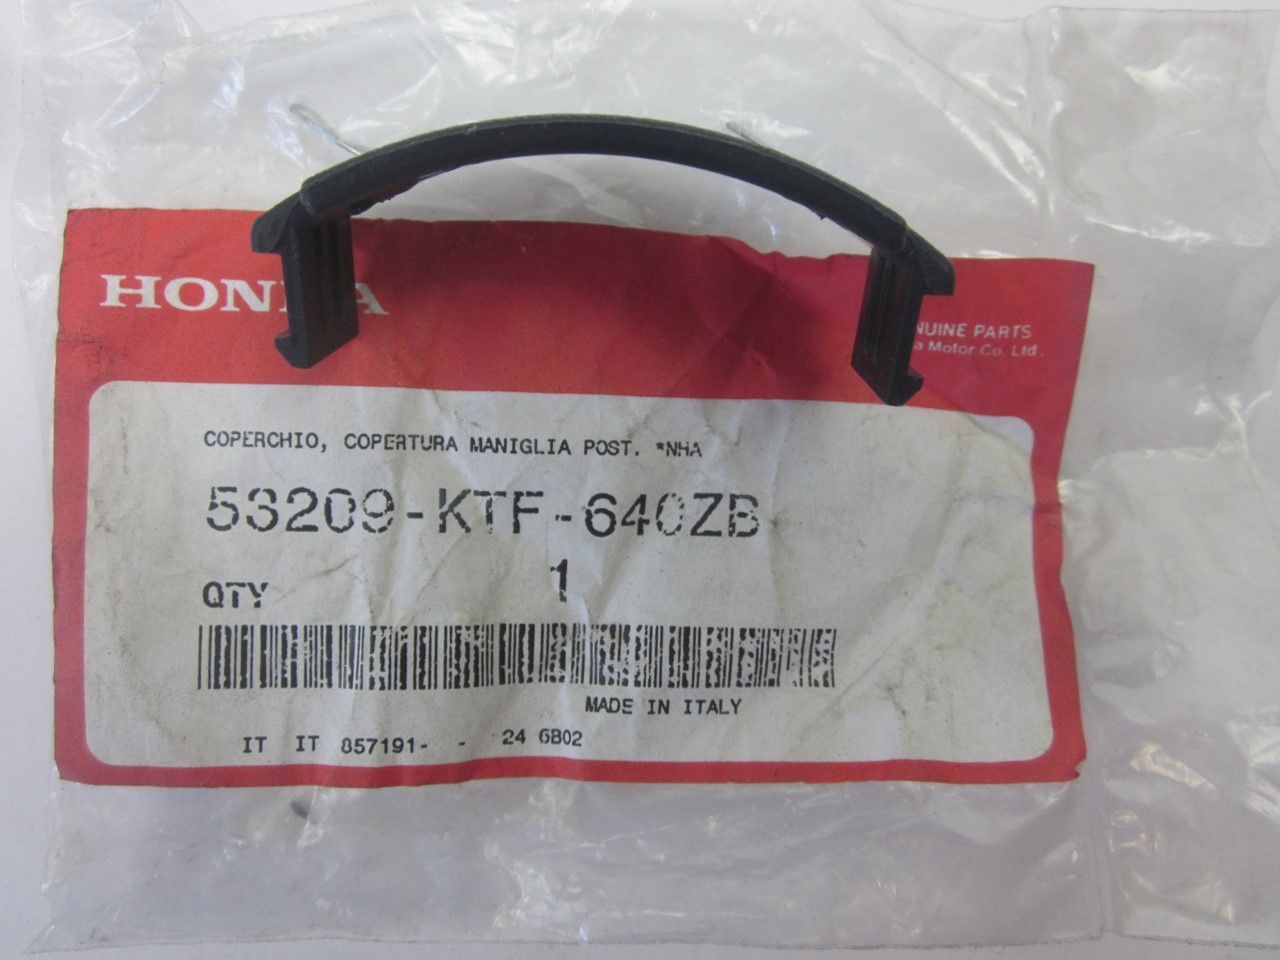 HONDA
NUINE PARTS
a Motor Co. Ltd.
COPERCHIO, COPERTURA MANIGLIA POST. *NHA
53209-KTF-640ZB
QTY 1
MADE IN ITALY
IT IT 857191- - 24 6B02